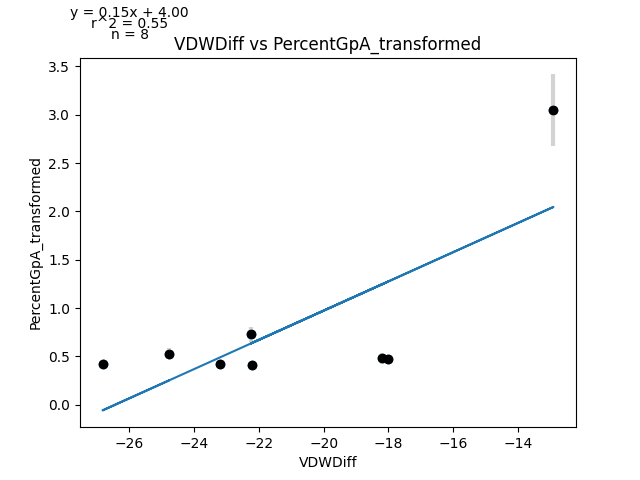 y = 0.15x + 4.00
r^2 = 0.55
n = 8
VDWDiff vs PercentGpA_transformed
3.5
3.0
2.5
2.0
1.5
1.0
0.5
0.0
PercentGpA_transformed
−26 −24 −22 −20 −18 −16 −14
VDWDiff